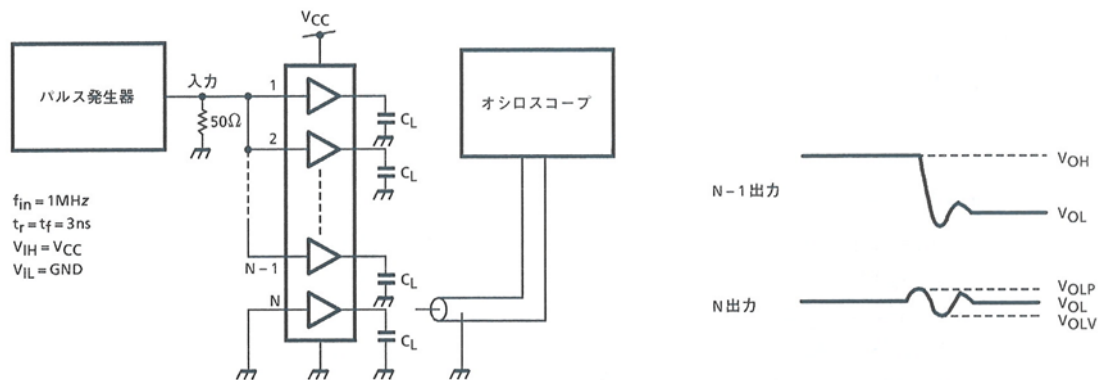 VCC
パルス発生器
入力
50Ω
1
2
N-1
N
CL
CL
CL
CL
オシロスコープ
fin = 1MHz
tr = tf = 3ns
VIH = VCC
VIL = GND
N-1 出力
VOH
VOL
N 出力
VOLP
VOL
VOLV